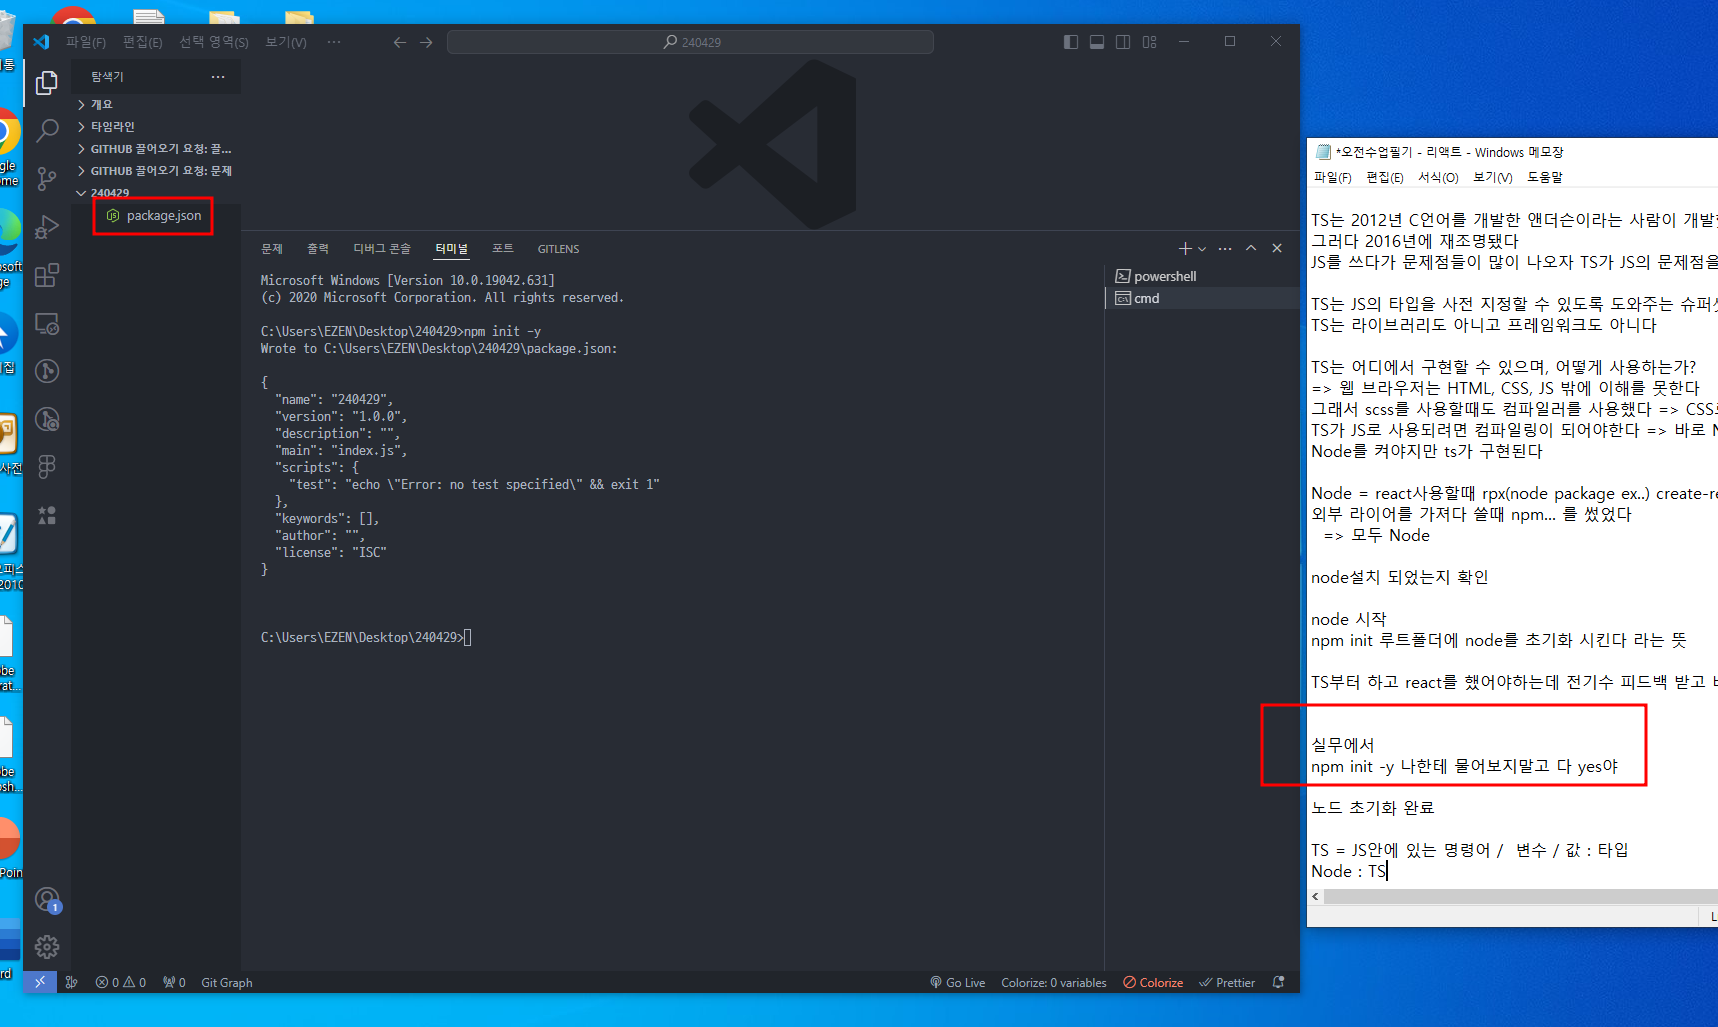 파일(F) 편집(E) 선택 영역(S) 보기(V) ···
240429
탐색기
개요
타임라인
GITHUB 끌어오기 요청: 끌...
GITHUB 끌어오기 요청: 문제
240429
package.json
문제 출력 디버그 콘솔 터미널 포트 GITLENS
Microsoft Windows [Version 10.0.19042.631]
(c) 2020 Microsoft Corporation. All rights reserved.
C:\Users\EZEN\Desktop\240429>npm init -y
Wrote to C:\Users\EZEN\Desktop\240429\package.json:
{
"name": "240429",
"version": "1.0.0",
"description": "",
"main": "index.js",
"scripts": {
"test": "echo \"Error: no test specified\" && exit 1"
},
"keywords": [],
"author": "",
"license": "ISC"
}
C:\Users\EZEN\Desktop\240429>
powershell
cmd
1
0 0 0 Git Graph
Go Live Colorize: 0 variables Colorize Prettier
*오전수업필기 - 리액트 - Windows 메모장
파일(F) 편집(E) 서식(O) 보기(V) 도움말
TS는 2012년 C언어를 개발한 앤더슨이라는 사람이 개발
그러다 2016년에 재조명됐다
JS를 쓰다가 문제점들이 많이 나오자 TS가 JS의 문제점을
TS는 JS의 타입을 사전 지정할 수 있도록 도와주는 슈퍼
TS는 라이브러리도 아니고 프레임워크도 아니다
TS는 어디에서 구현할 수 있으며, 어떻게 사용하는가?
=> 웹 브라우저는 HTML, CSS, JS 밖에 이해를 못한다
그래서 scss를 사용할때도 컴파일러를 사용했다 => CSS
TS가 JS로 사용되려면 컴파일링이 되어야한다 => 바로 N
Node를 켜야지만 ts가 구현된다
Node = react사용할때 rpx(node package ex..) create-re
외부 라이어를 가져다 쓸때 npm... 를 썼었다
=> 모두 Node
node설치 되었는지 확인
node 시작
npm init 루트폴더에 node를 초기화 시킨다 라는 뜻
TS부터 하고 react를 했어야하는데 전기수 피드백 받고
실무에서
npm init -y 나한테 물어보지말고 다 yes야
노드 초기화 완료
TS = JS안에 있는 명령어 / 변수 / 값 : 타입
Node : TS